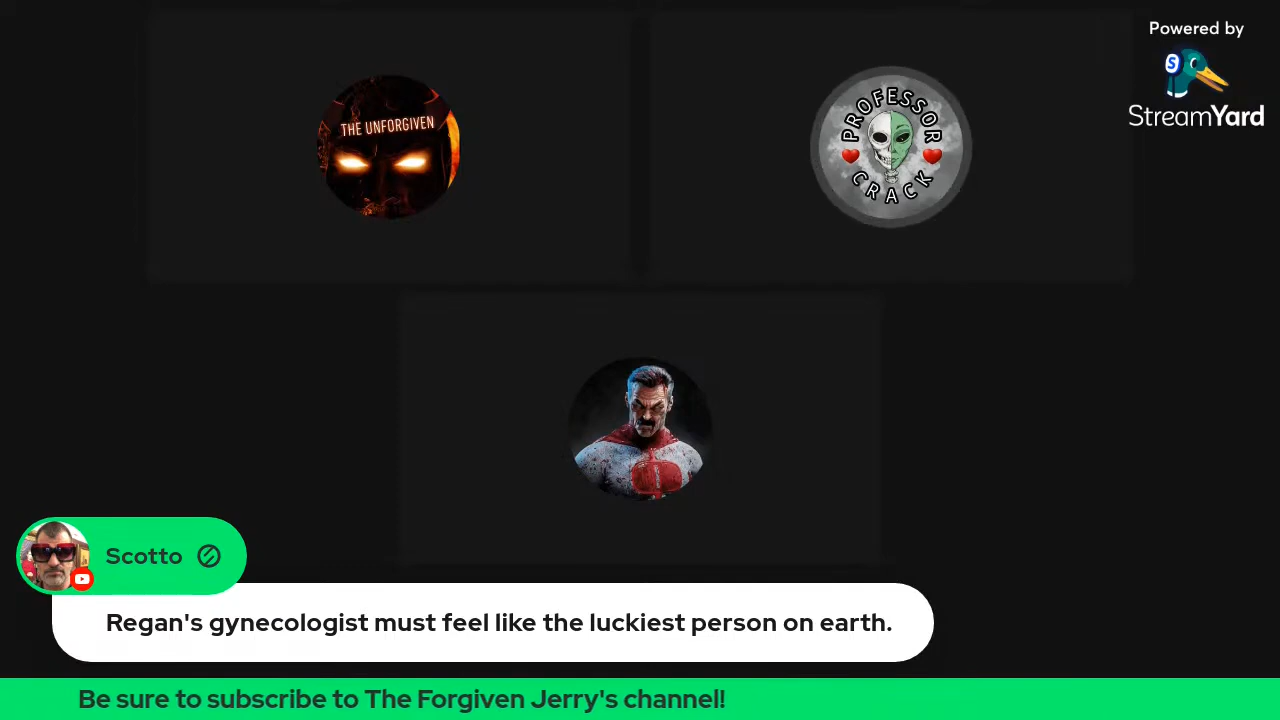 Powered by
StreamYard
THE UNFORGIVEN
PROFESSOR
CRACK
S
Scotto
Regan's gynecologist must feel like the luckiest person on earth.
Be sure to subscribe to The Forgiven Jerry's channel!